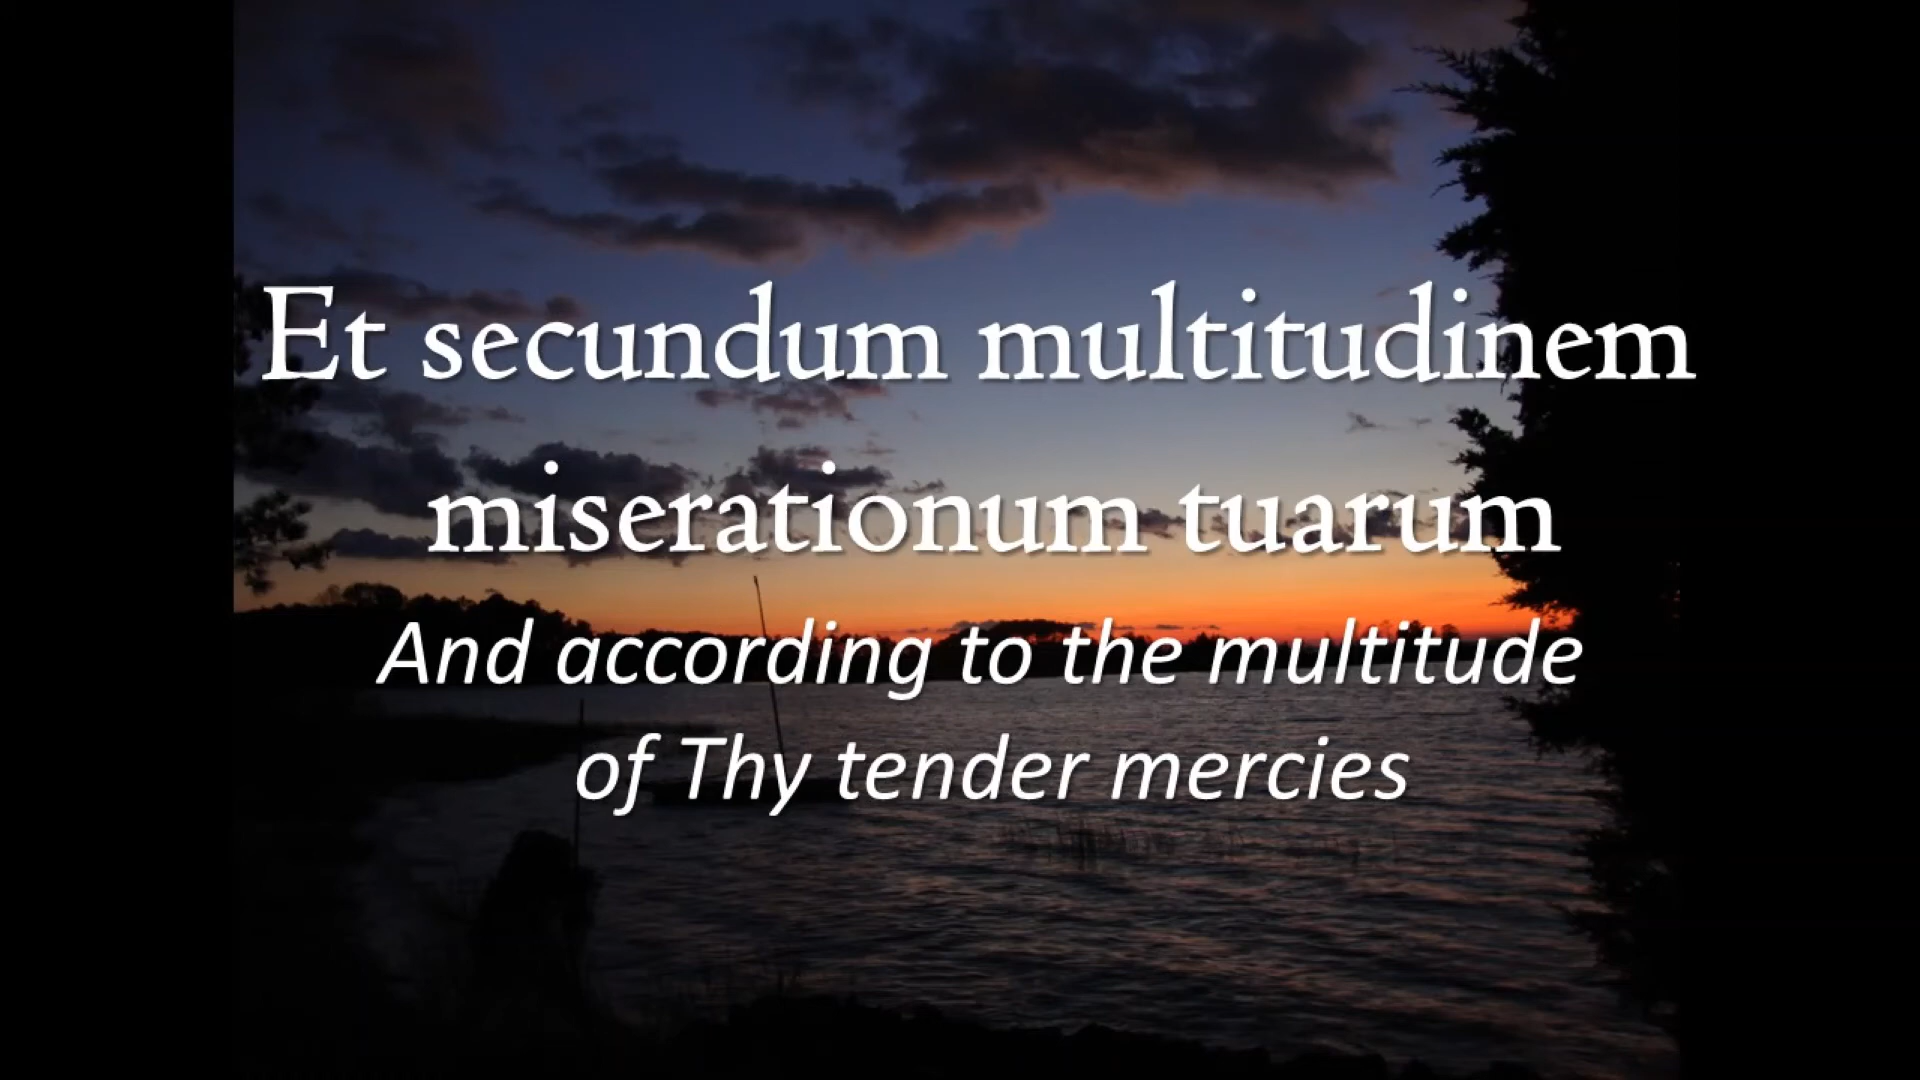 Et secundum multitudinem
miserationum tuarum
And according to the multitude
of Thy tender mercies